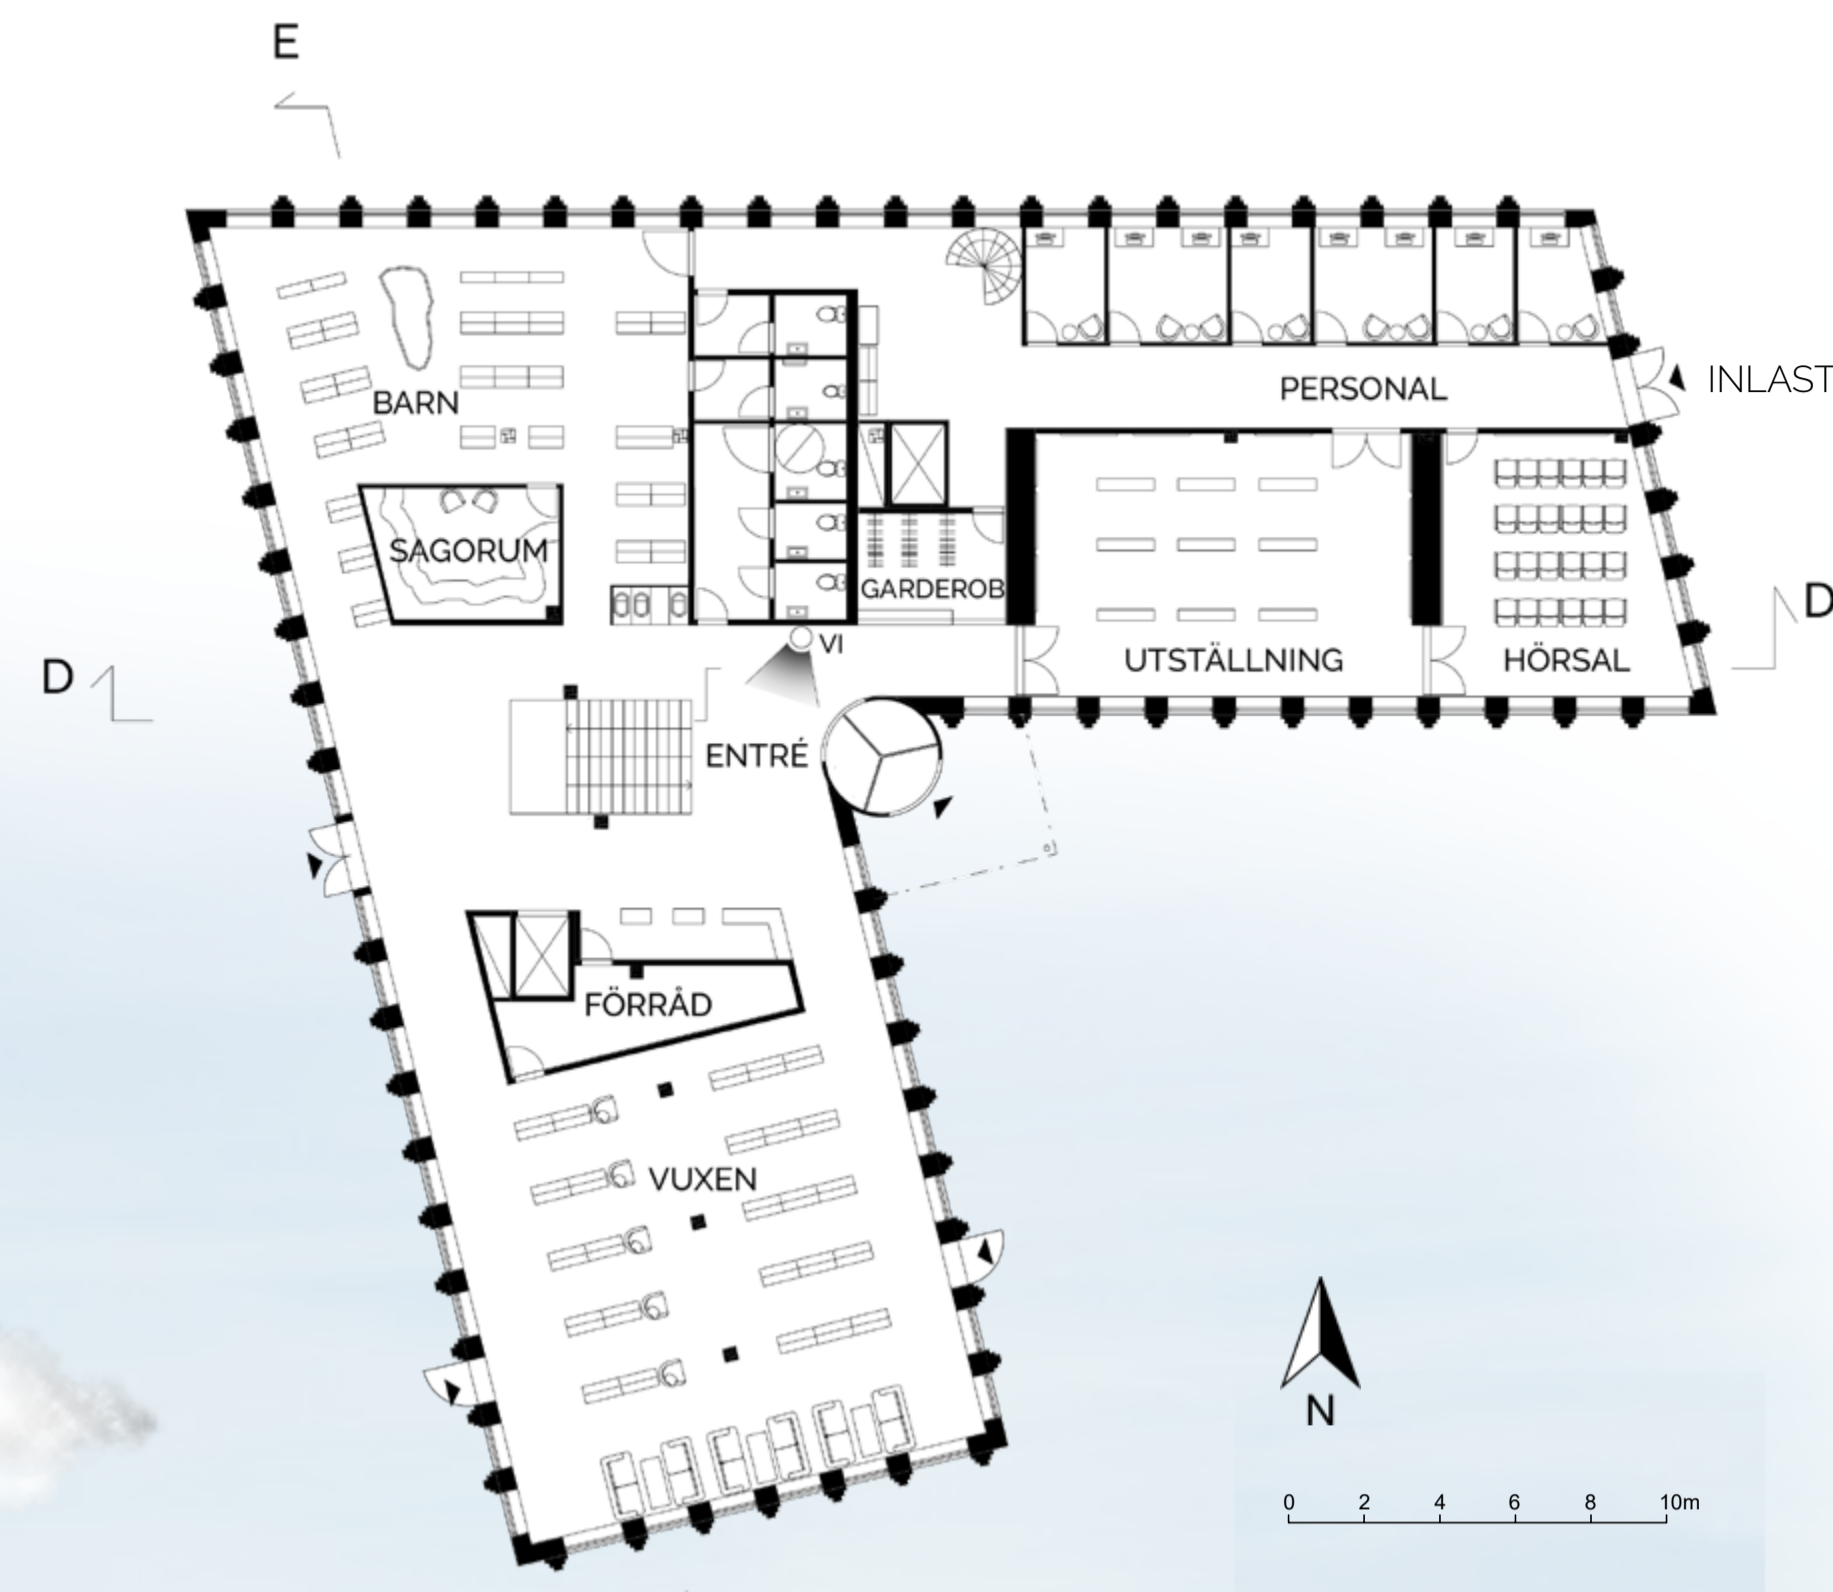 E
INLAST
PERSONAL
BARN
SAGORUM
GARDEROB
D
VI
UTSTÄLLNING
HÖRSAL
D
ENTRÉ
FÖRRÅD
VUXEN
N
0 2 4 6 8 10m